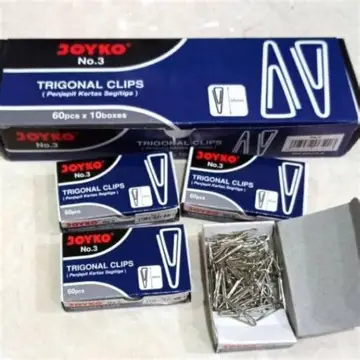 JOYKO
No.3
TRIGONAL CLIPS
( Penjepit Kertas Segitiga )
60pcs x 10boxes
JOYKO
No.3
JOYKO
No.3
TRIGONAL CLIPS
(Penjepit Kertas Segitiga)
60pcs
JOYKO
No.3
TRIGONAL CLIPS
(Penjepit Kertas Segitiga)
60pcs
JOYKO
No.3
TRIGONAL CLIPS
(Penjepit Kertas Segitiga)
60pcs